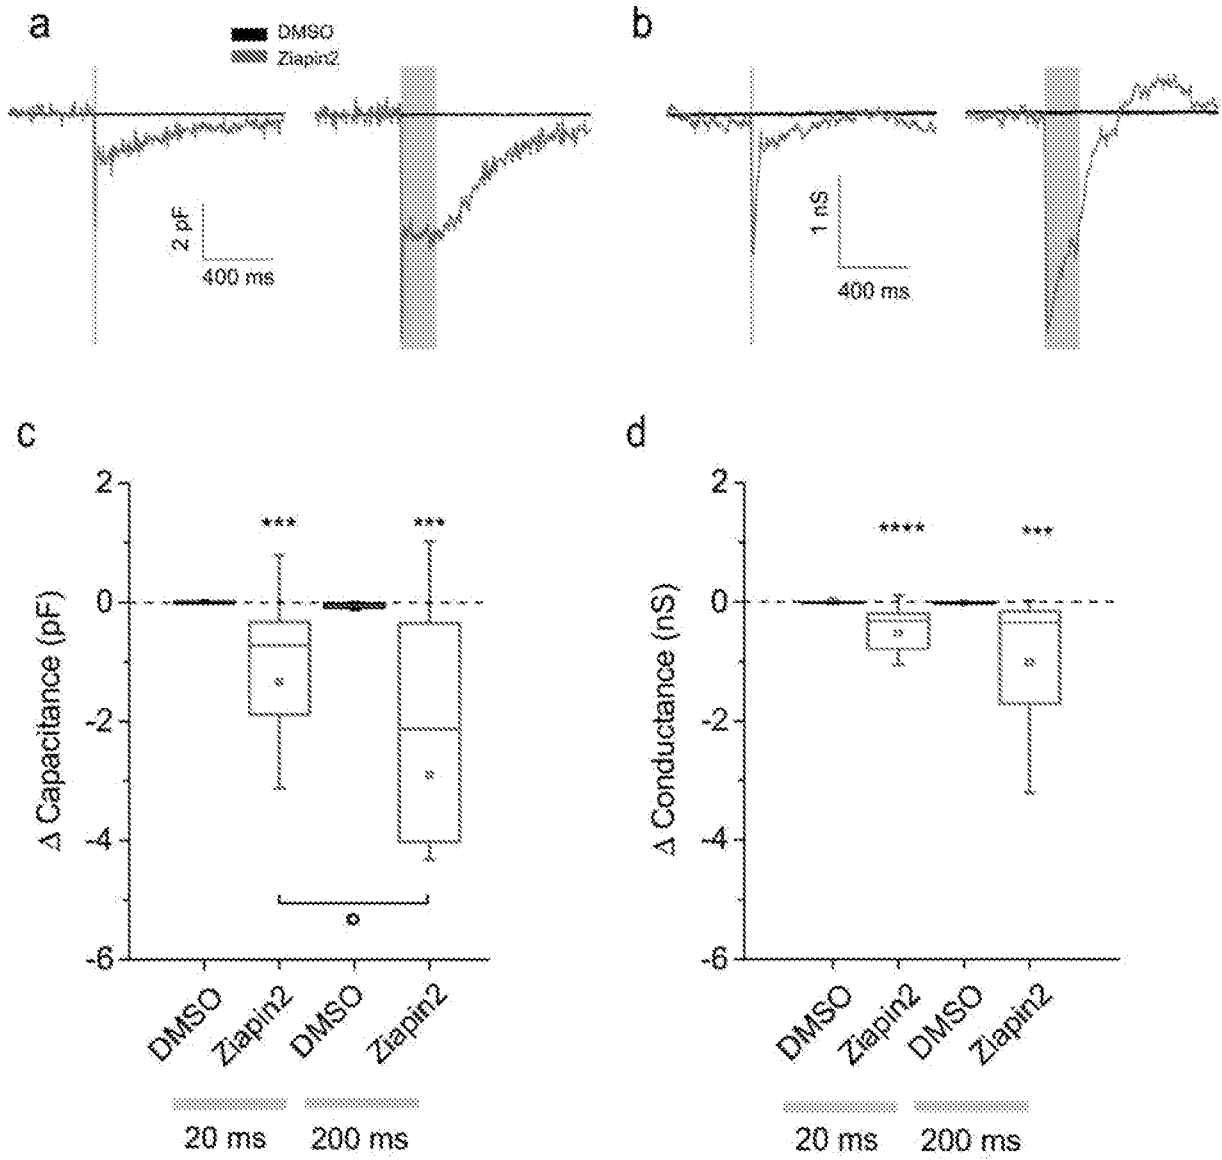 a
DMSO
Ziapin2
2 pF
400 ms
b
1 nS
400 ms
c
Δ Capacitance (pF)
2
0
-2
-4
-6
***
***
DMSO
Ziapin2
DMSO
Ziapin2
20 ms
200 ms
d
Δ Conductance (nS)
2
0
-2
-4
-6
****
***
DMSO
Ziapin2
DMSO
Ziapin2
20 ms
200 ms